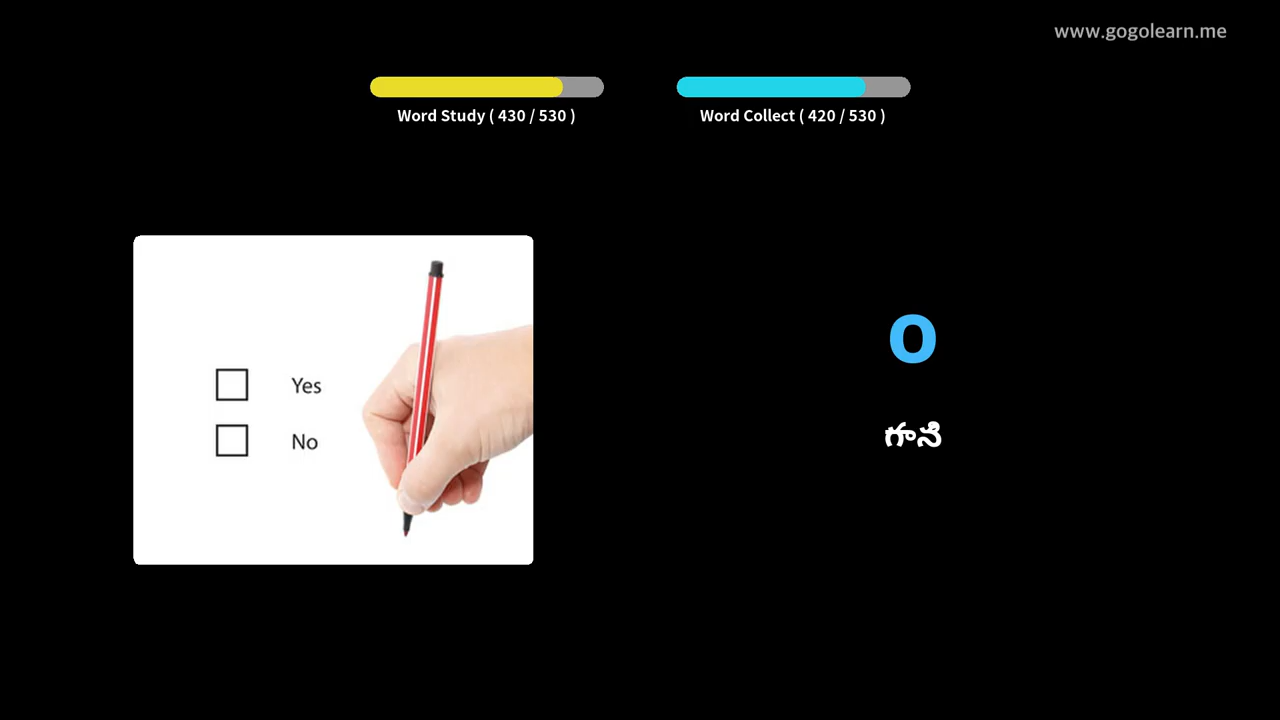 www.gogolearn.me
Word Study ( 430 / 530 )
Word Collect ( 420 / 530 )
Yes
No
o
గాని